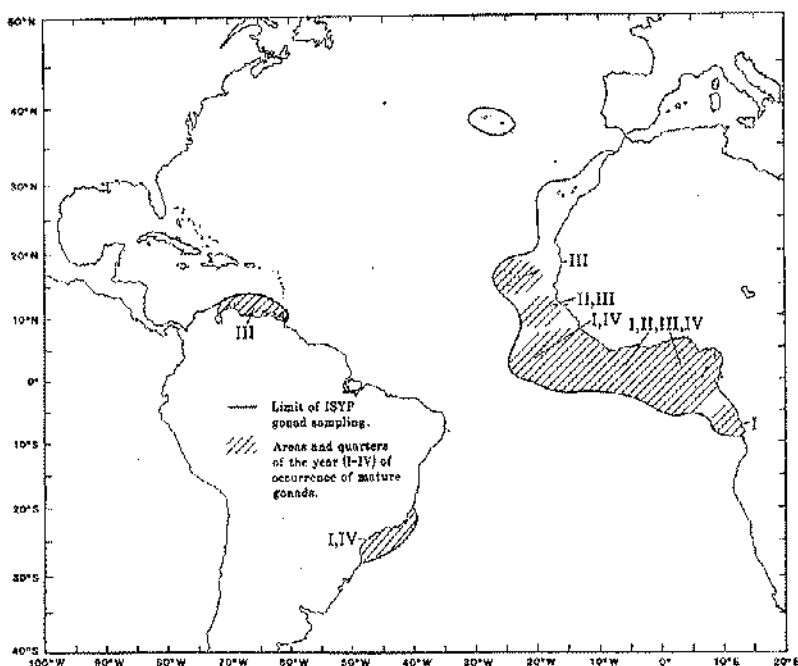 50°N
40°N
30°N
20°N
10°N
0°
10°S
20°S
30°S
40°S
III
II,III
I,IV
I,II,III,IV
III
I
I,IV
Limit of ISYP
gonad sampling.
Areas and quarters
of the year (I-IV) of
occurrence of mature
gonads.
100°W 90°W 80°W 70°W 60°W 50°W 40°W 30°W 20°W 10°W 0° 10°E 20°E